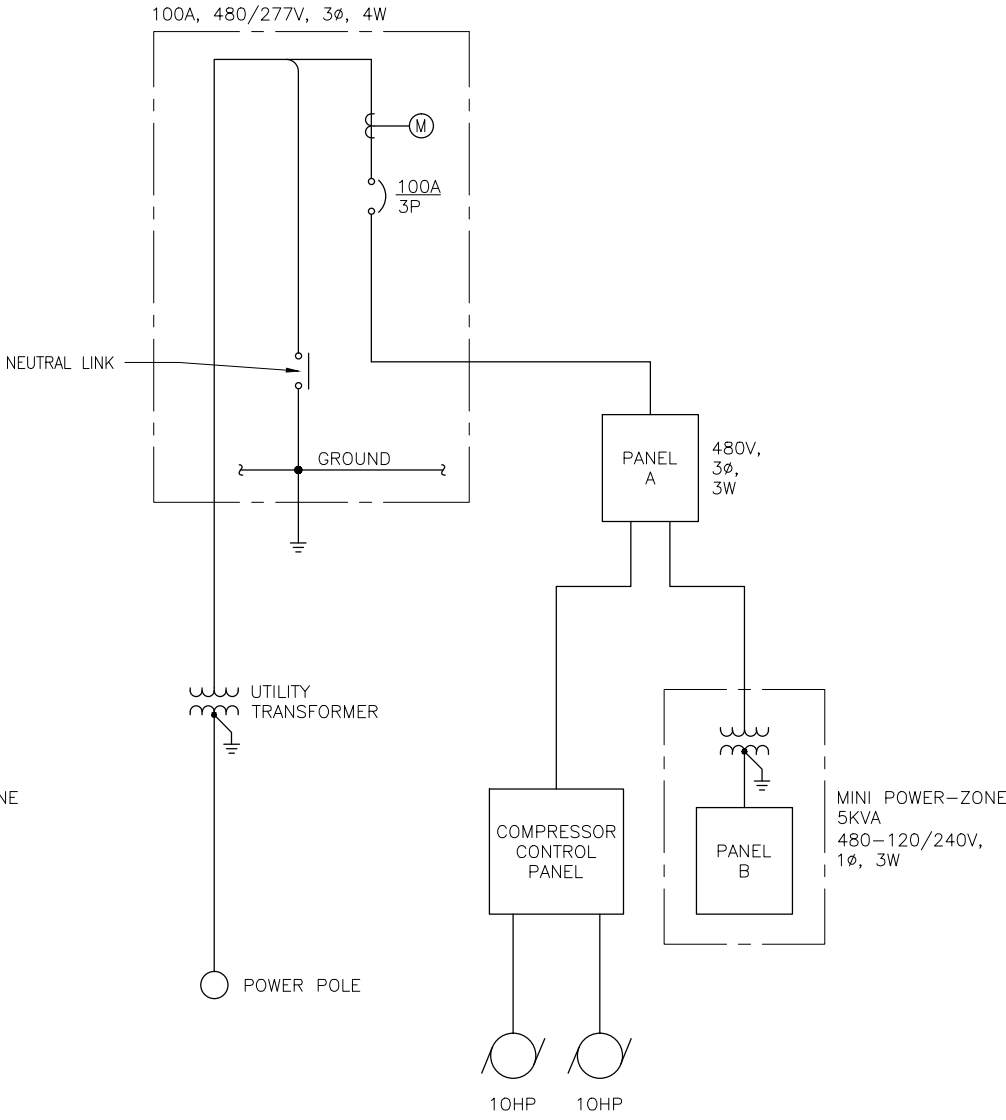 100A, 480/277V, 3ø, 4W
M
100A
3P
NEUTRAL LINK
GROUND
PANEL
A
480V,
3ø,
3W
UTILITY
TRANSFORMER
NE
MINI POWER-ZONE
5KVA
480-120/240V,
1ø, 3W
COMPRESSOR
CONTROL
PANEL
PANEL
B
POWER POLE
10HP
10HP